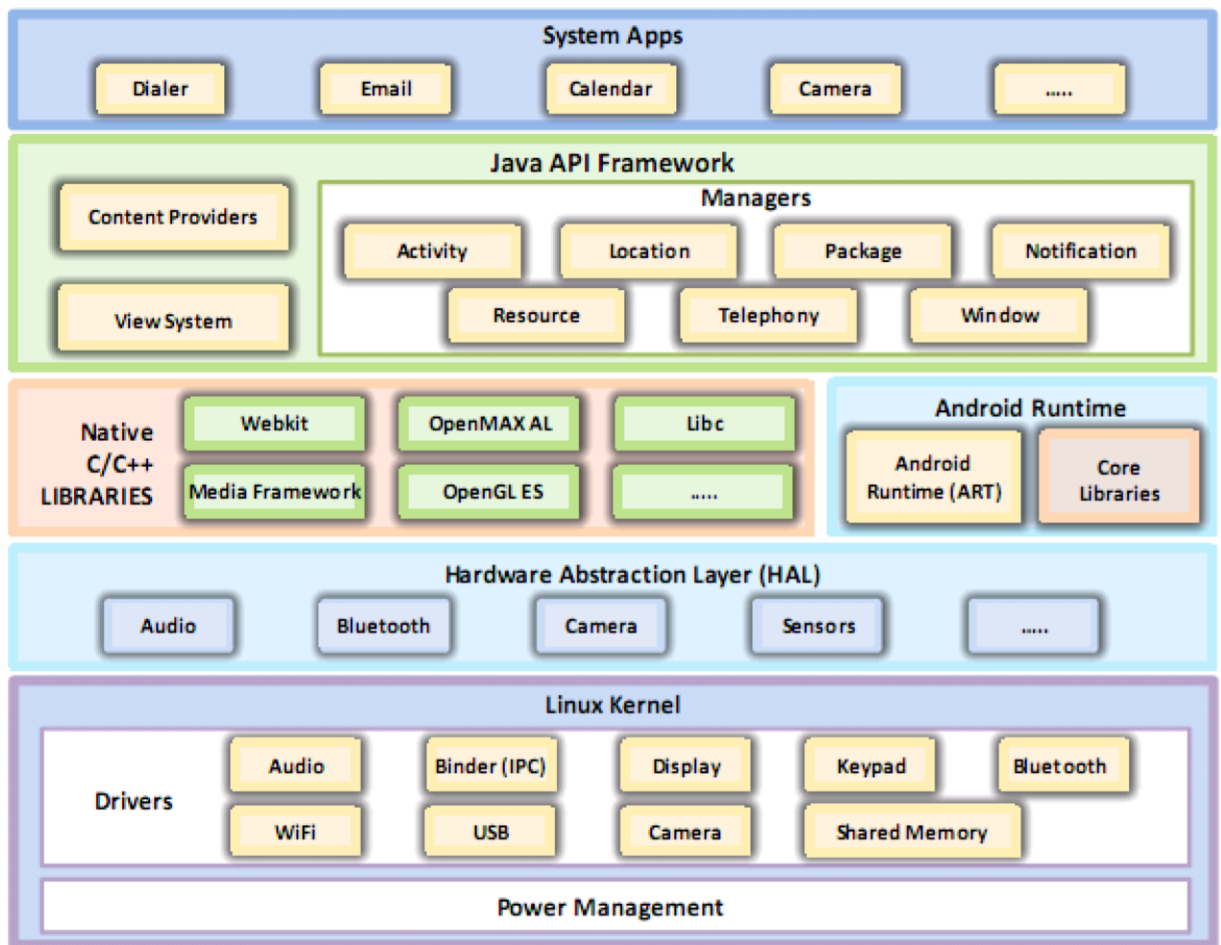 System Apps
Dialer
Email
Calendar
Camera
.....
Java API Framework
Content Providers
View System
Managers
Activity
Location
Package
Notification
Resource
Telephony
Window
Native
C/C++
LIBRARIES
Webkit
OpenMAX AL
Libc
Media Framework
OpenGL ES
.....
Android Runtime
Android
Runtime (ART)
Core
Libraries
Hardware Abstraction Layer (HAL)
Audio
Bluetooth
Camera
Sensors
.....
Linux Kernel
Drivers
Audio
Binder (IPC)
Display
Keypad
Bluetooth
WiFi
USB
Camera
Shared Memory
Power Management